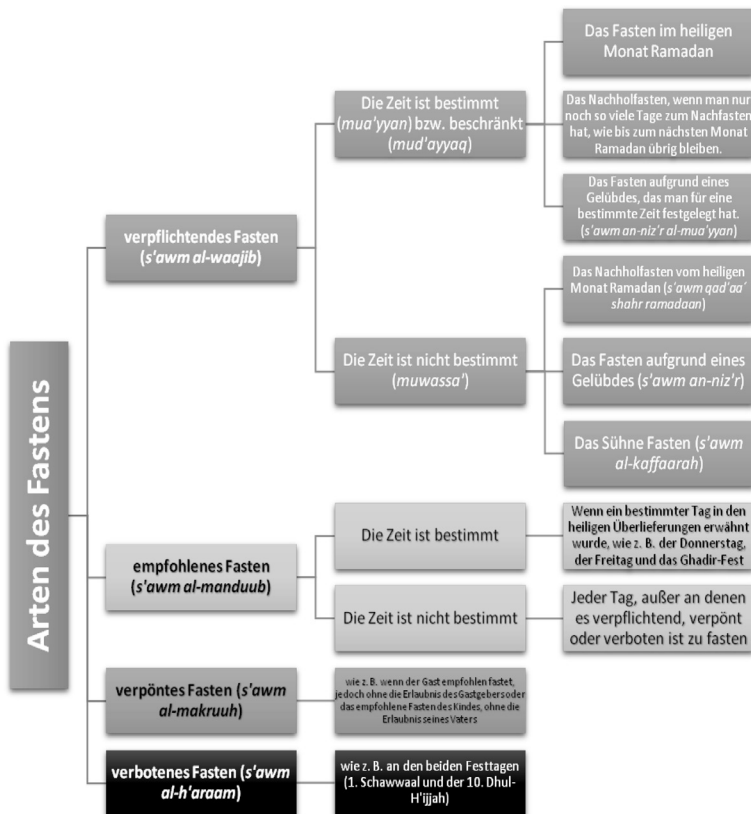 Arten des Fastens
verpflichtendes Fasten
(s'awm al-waajib)
Die Zeit ist bestimmt
(mua'yyan) bzw. beschränkt
(mud'ayyaq)
Das Fasten im heiligen
Monat Ramadan
Das Nachholfasten, wenn man nur
noch so viele Tage zum Nachfasten
hat, wie bis zum nächsten Monat
Ramadan übrig bleiben.
Das Fasten aufgrund eines
Gelübdes, das man für eine
bestimmte Zeit festgelegt hat.
(s'awm an-niz'r al-mua'yyan)
Die Zeit ist nicht bestimmt
(muwassa')
Das Nachholfasten vom heiligen
Monat Ramadan (s'awm qad'aa´
shahr ramadaan)
Das Fasten aufgrund eines
Gelübdes (s'awm an-niz'r)
Das Sühne Fasten (s'awm
al-kaffaarah)
empfohlenes Fasten
(s'awm al-manduub)
Die Zeit ist bestimmt
Wenn ein bestimmter Tag in den
heiligen Überlieferungen erwähnt
wurde, wie z. B. der Donnerstag,
der Freitag und das Ghadir-Fest
Die Zeit ist nicht bestimmt
Jeder Tag, außer an denen
es verpflichtend, verpönt
oder verboten ist zu fasten
verpöntes Fasten (s'awm
al-makruuh)
wie z. B. wenn der Gast empfohlen fastet,
jedoch ohne die Erlaubnis des Gastgebers oder
das empfohlene Fasten des Kindes, ohne die
Erlaubnis seines Vaters
verbotenes Fasten (s'awm
al-h'araam)
wie z. B. an den beiden Festtagen
(1. Schawwaal und der 10. Dhul-
H'ijjah)